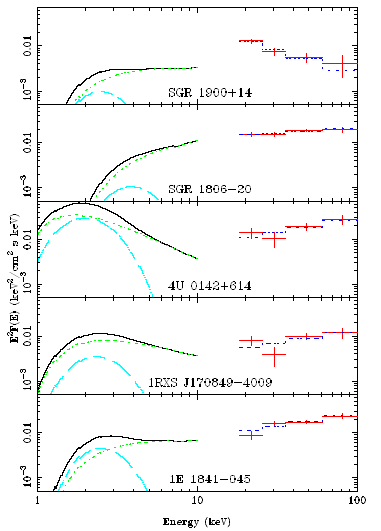 0.01
10⁻³
SGR 1900+14
0.01
10⁻³
SGR 1806−20
0.01
10⁻³
4U 0142+614
E²F(E) (keV²/cm² s keV)
0.01
10⁻³
1RXS J170849−4009
0.01
10⁻³
1E 1841−045
1 10 100
Energy (keV)